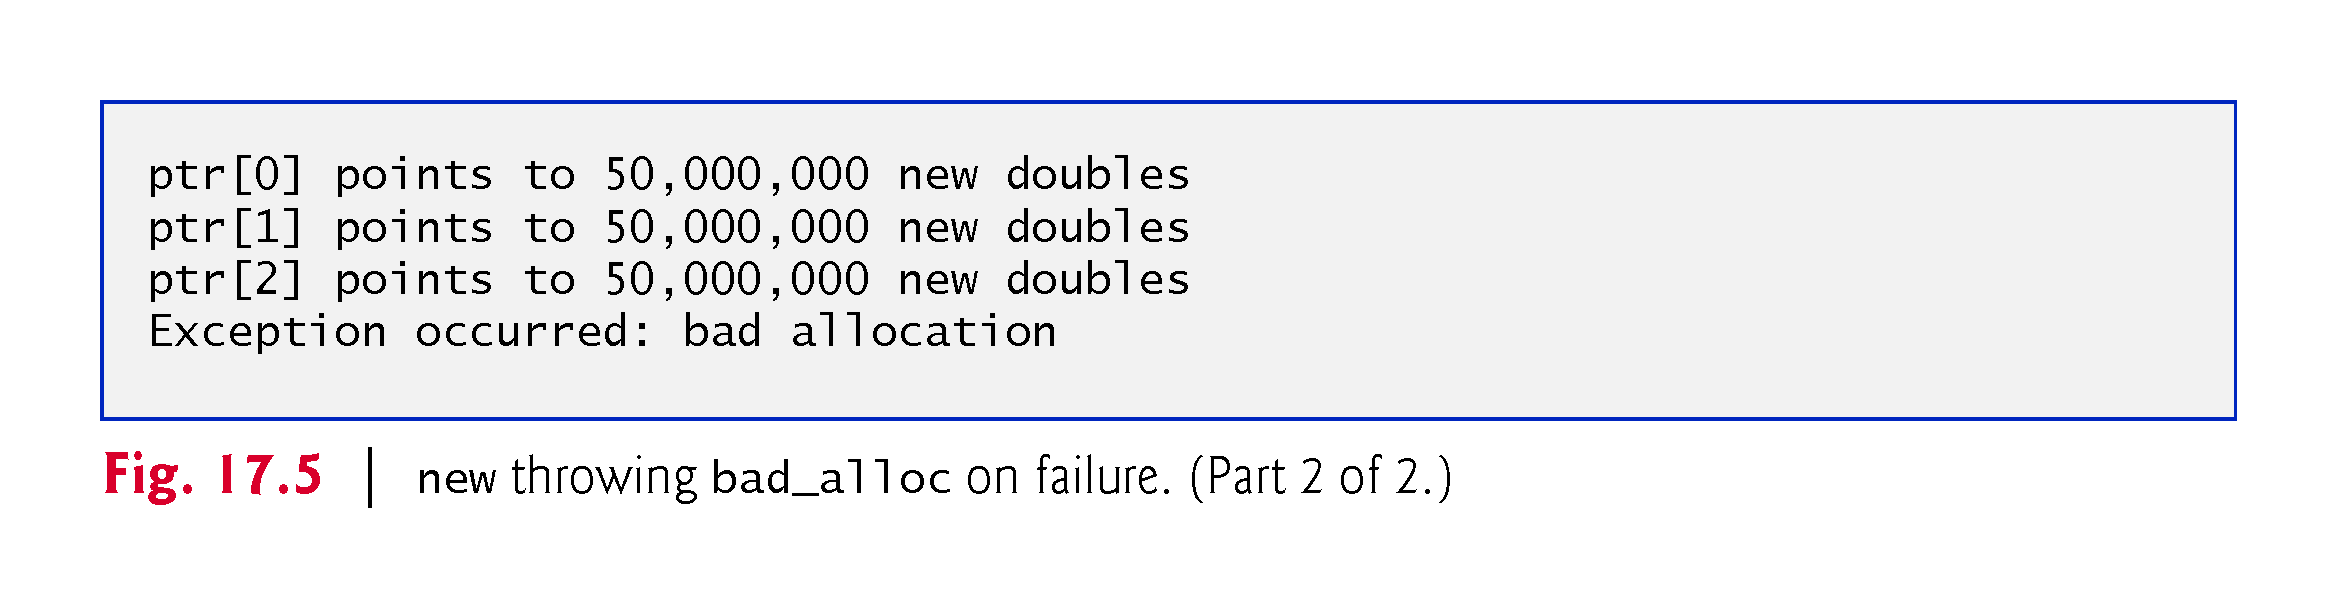 ptr[0] points to 50,000,000 new doubles
ptr[1] points to 50,000,000 new doubles
ptr[2] points to 50,000,000 new doubles
Exception occurred: bad allocation
Fig. 17.5 | new throwing bad_alloc on failure. (Part 2 of 2.)